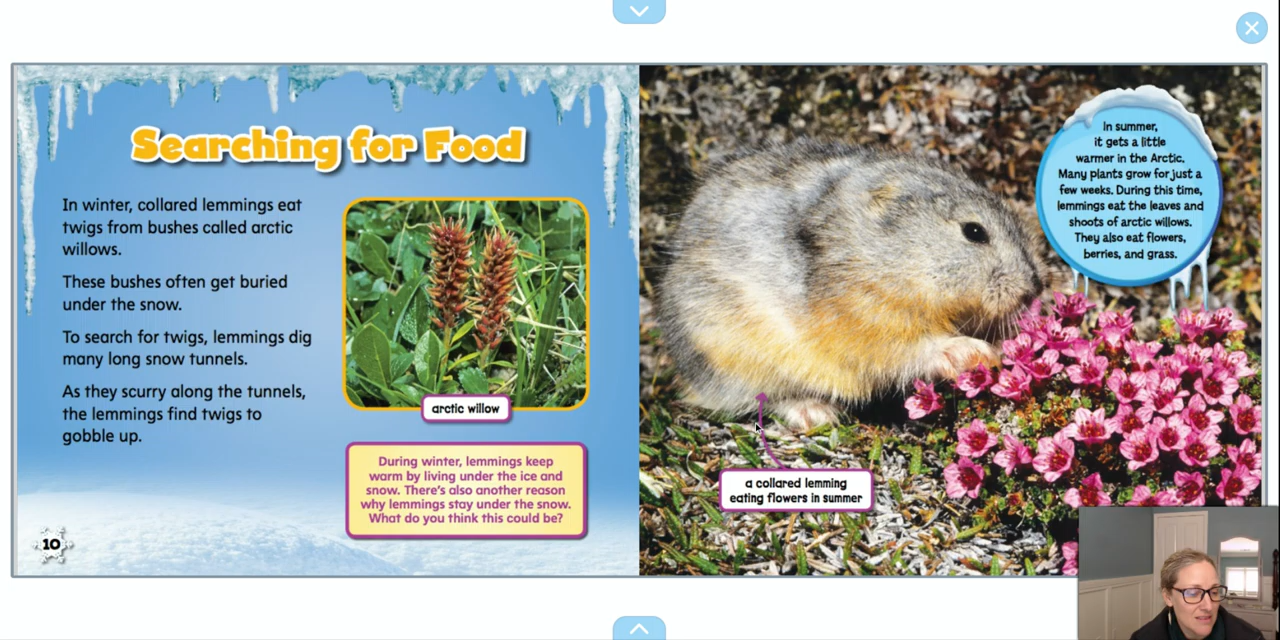 Searching for Food
In winter, collared lemmings eat
twigs from bushes called arctic
willows.
These bushes often get buried
under the snow.
To search for twigs, lemmings dig
many long snow tunnels.
As they scurry along the tunnels,
the lemmings find twigs to
gobble up.
arctic willow
During winter, lemmings keep
warm by living under the ice and
snow. There's also another reason
why lemmings stay under the snow.
What do you think this could be?
10
In summer,
it gets a little
warmer in the Arctic.
Many plants grow for just a
few weeks. During this time,
lemmings eat the leaves and
shoots of arctic willows.
They also eat flowers,
berries, and grass.
a collared lemming
eating flowers in summer